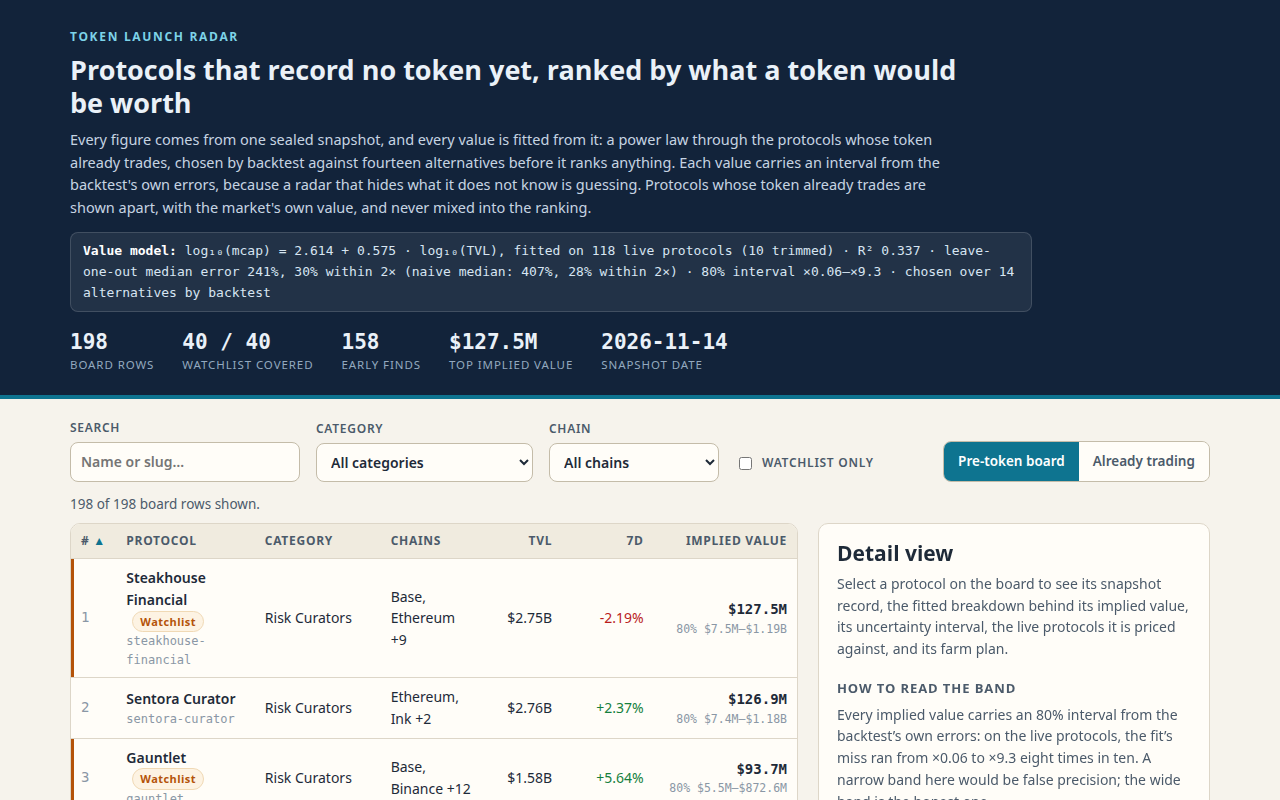 TOKEN LAUNCH RADAR
Protocols that record no token yet, ranked by what a token would
be worth
Every figure comes from one sealed snapshot, and every value is fitted from it: a power law through the protocols whose token
already trades, chosen by backtest against fourteen alternatives before it ranks anything. Each value carries an interval from the
backtest's own errors, because a radar that hides what it does not know is guessing. Protocols whose token already trades are
shown apart, with the market's own value, and never mixed into the ranking.
Value model: log₁₀(mcap) = 2.614 + 0.575 · log₁₀(TVL), fitted on 118 live protocols (10 trimmed) · R² 0.337 · leave-
one-out median error 241%, 30% within 2× (naive median: 407%, 28% within 2×) · 80% interval ×0.06–×9.3 · chosen over 14
alternatives by backtest
198 40 / 40 158 $127.5M 2026-11-14
BOARD ROWS WATCHLIST COVERED EARLY FINDS TOP IMPLIED VALUE SNAPSHOT DATE
SEARCH CATEGORY CHAIN
Name or slug... All categories All chains WATCHLIST ONLY Pre-token board Already trading
198 of 198 board rows shown.
# ▲ PROTOCOL CATEGORY CHAINS TVL 7D IMPLIED VALUE
1 Steakhouse Financial Watchlist steakhouse-financial Risk Curators Base, Ethereum +9 $2.75B -2.19% $127.5M 80% $7.5M–$1.19B
2 Sentora Curator sentora-curator Risk Curators Ethereum, Ink +2 $2.76B +2.37% $126.9M 80% $7.4M–$1.18B
3 Gauntlet Watchlist gauntlet Risk Curators Base, Binance +12 $1.58B +5.64% $93.7M 80% $5.5M–$872.6M
Detail view
Select a protocol on the board to see its snapshot
record, the fitted breakdown behind its implied value,
its uncertainty interval, the live protocols it is priced
against, and its farm plan.
HOW TO READ THE BAND
Every implied value carries an 80% interval from the
backtest's own errors: on the live protocols, the fit's
miss ran from ×0.06 to ×9.3 eight times in ten. A
narrow band here would be false precision; the wide
band is the honest one.